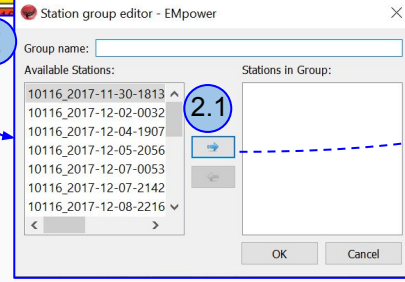 Station group editor - EMpower
Group name:
Available Stations:
Stations in Group:
10116_2017-11-30-1813
10116_2017-12-02-0032
10116_2017-12-04-1907
10116_2017-12-05-2056
10116_2017-12-07-0053
10116_2017-12-07-2142
10116_2017-12-08-2216
2.1
OK
Cancel